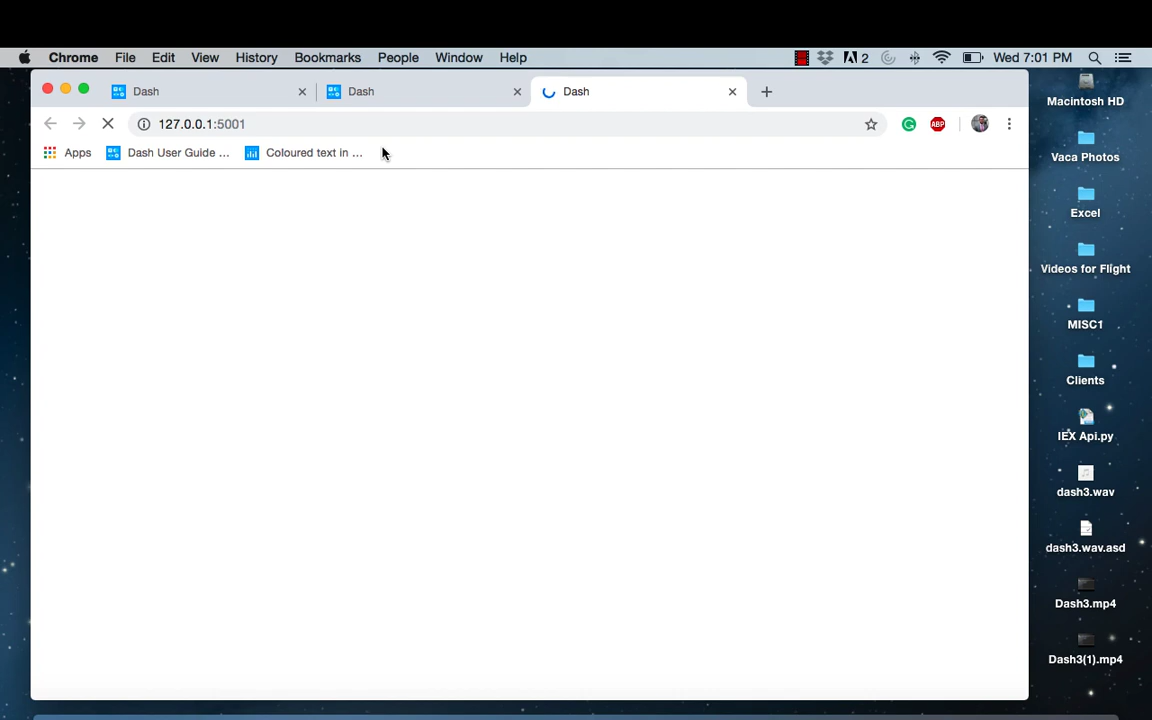 Chrome File Edit View History Bookmarks People Window Help 2 Wed 7:01 PM
Dash Dash Dash
127.0.0.1:5001 ABP
Apps Dash User Guide ... Coloured text in ...
Macintosh HD
Vaca Photos
Excel
Videos for Flight
MISC1
Clients
IEX Api.py
dash3.wav
dash3.wav.asd
Dash3.mp4
Dash3(1).mp4